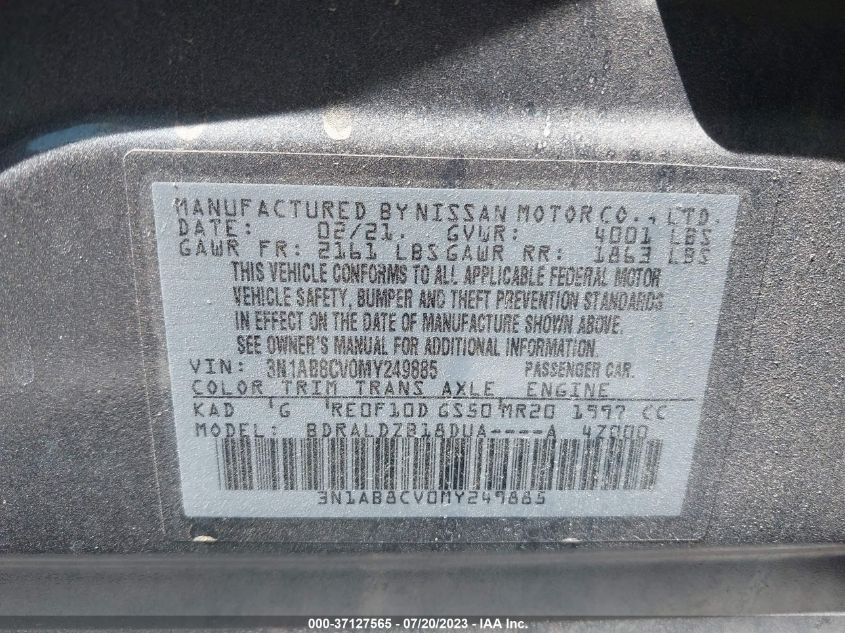 MANUFACTURED BY NISSAN MOTOR CO., LTD.
DATE: 02/21. GVWR: 4001 LBS
GAWR FR: 2161 LBS GAWR RR: 1863 LBS
THIS VEHICLE CONFORMS TO ALL APPLICABLE FEDERAL MOTOR
VEHICLE SAFETY, BUMPER AND THEFT PREVENTION STANDARDS
IN EFFECT ON THE DATE OF MANUFACTURE SHOWN ABOVE.
SEE OWNER'S MANUAL FOR ADDITIONAL INFORMATION.
VIN: 3N1AB8CV0MY249885 PASSENGER CAR.
COLOR TRIM TRANS AXLE ENGINE
KAD G RE0F10D GS50 MR20 1997 CC
MODEL: BDRALDZB18DUA----A 47000
3N1AB8CV0MY249885
000-37127565 - 07/20/2023 - IAA Inc.